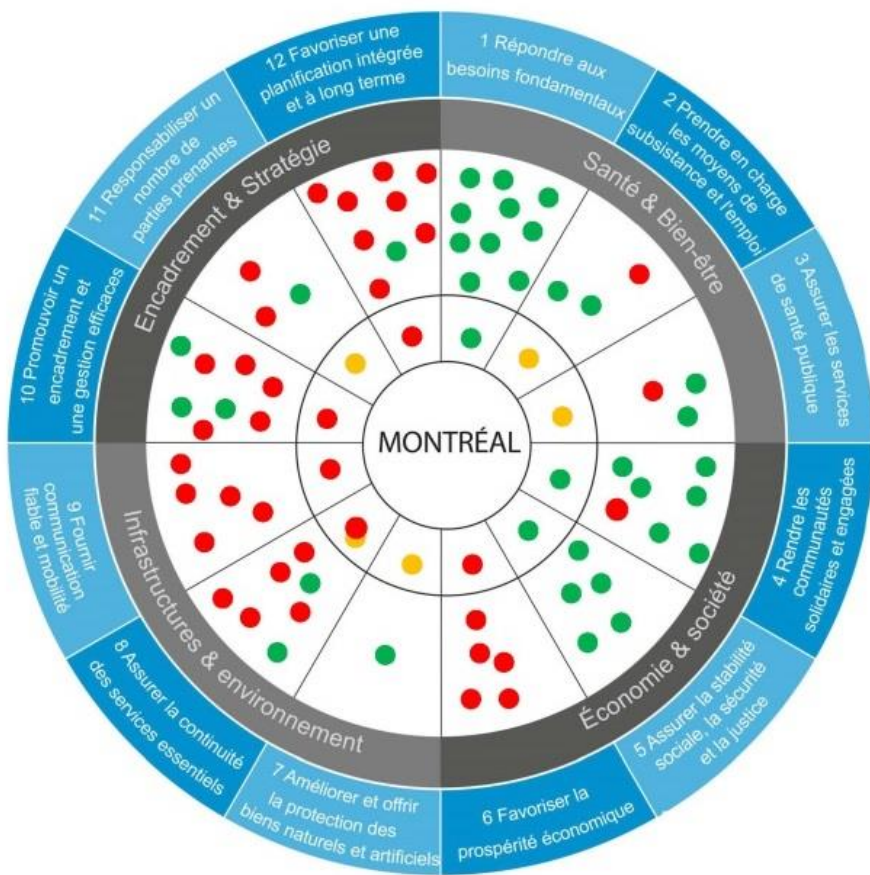 1 Répondre aux
besoins fondamentaux
2 Prendre en charge
les moyens de
subsistance et l'emploi
3 Assurer les services
de santé publique
4 Rendre les
communautés
solidaires et engagées
5 Assurer la stabilité
sociale, la sécurité
et la justice
6 Favoriser la
prospérité économique
7 Améliorer et offrir
la protection des
biens naturels et artificiels
8 Assurer la continuité
des services essentiels
9 Fournir
communication
fiable et mobilité
10 Promouvoir un
encadrement et
une gestion efficaces
11 Responsabiliser un
nombre de
parties prenantes
12 Favoriser une
planification intégrée
et à long terme
Santé & Bien-être
Économie & société
Infrastructures & environnement
Encadrement & Stratégie
MONTRÉAL